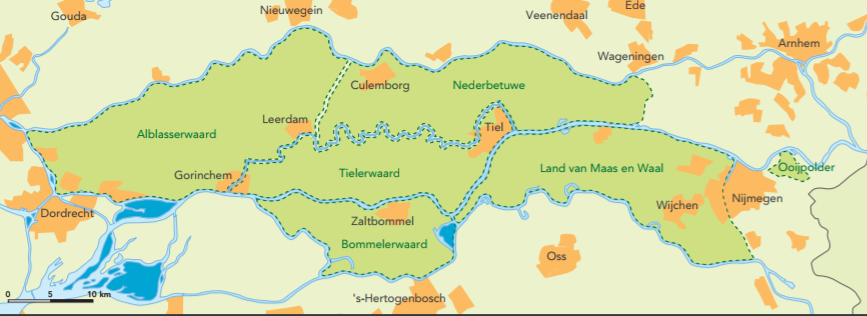 Gouda
Nieuwegein
Veenendaal
Ede
Arnhem
Wageningen
Culemborg
Nederbetuwe
Leerdam
Alblasserwaard
Tiel
Gorinchem
Tielerwaard
Land van Maas en Waal
Ooijpolder
Dordrecht
Zaltbommel
Wijchen
Nijmegen
Bommelerwaard
Oss
's-Hertogenbosch
0 5 10 km